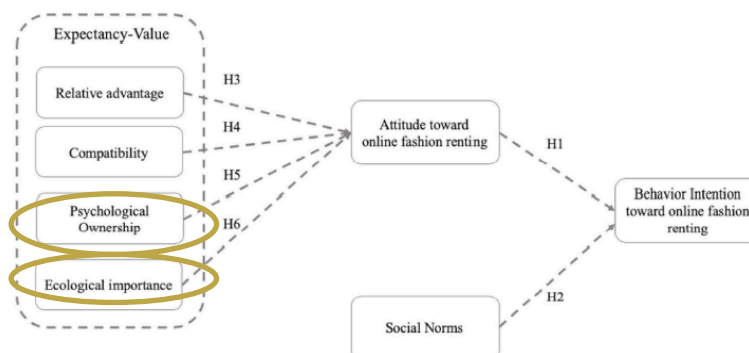 Expectancy-Value
Relative advantage
Compatibility
Psychological
Ownership
Ecological importance
H3
H4
H5
H6
Attitude toward
online fashion renting
H1
H2
Behavior Intention
toward online fashion
renting
Social Norms